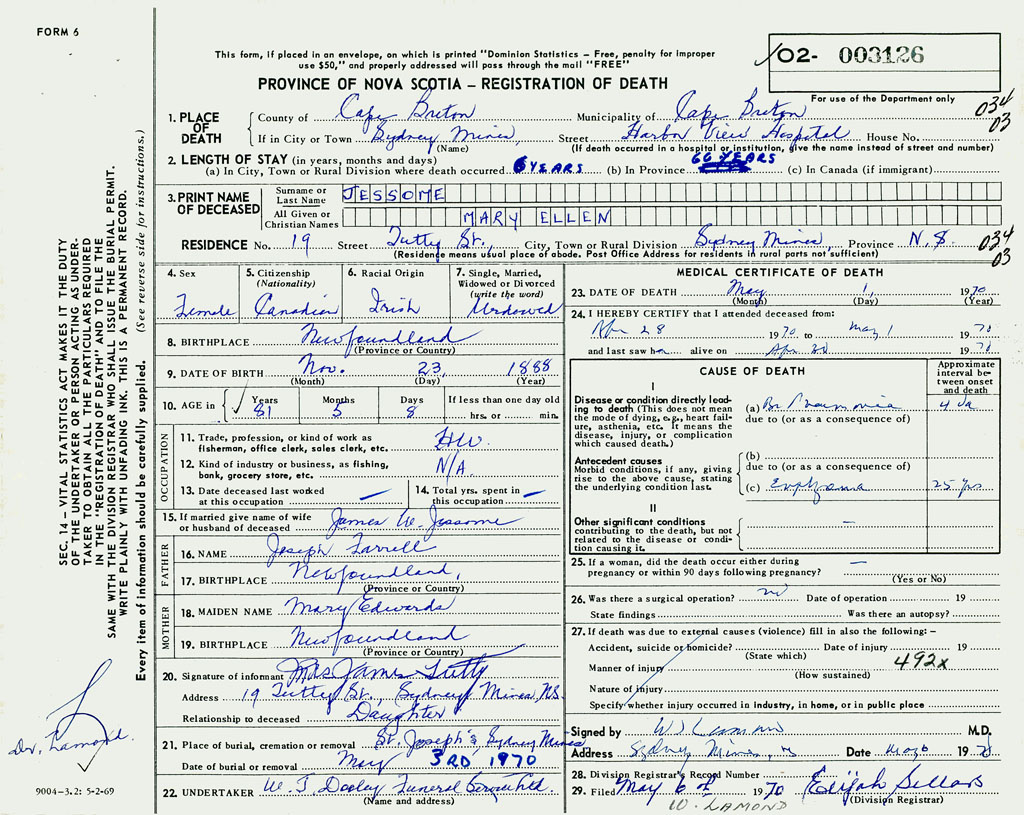 FORM 6
This form, if placed in an envelope, on which is printed "Dominion Statistics – Free, penalty for improper
use $50," and properly addressed will pass through the mail "FREE"
PROVINCE OF NOVA SCOTIA – REGISTRATION OF DEATH
O2- 003126
For use of the Department only
034
03
1. PLACE OF DEATH
County of Cape Breton Municipality of Cape Breton
If in City or Town Sydney Mines, Street Harbor View Hospital House No.
(Name) (If death occurred in a hospital or institution, give the name instead of street and number)
2. LENGTH OF STAY (in years, months and days)
(a) In City, Town or Rural Division where death occurred 6 YEARS (b) In Province 66 YEARS (c) In Canada (if immigrant)
3. PRINT NAME OF DECEASED
Surname or Last Name JESSOME
All Given or Christian Names MARY ELLEN
RESIDENCE No. 19 Street Tutty St., City, Town or Rural Division Sydney Mines, Province N.S.
(Residence means usual place of abode. Post Office Address for residents in rural parts not sufficient)
034
03
4. Sex Female
5. Citizenship (Nationality) Canadian
6. Racial Origin Irish
7. Single, Married, Widowed or Divorced (write the word) Widowed
8. BIRTHPLACE Newfoundland
(Province or Country)
9. DATE OF BIRTH Nov. 23, 1888
(Month) (Day) (Year)
10. AGE in Years 81 Months 5 Days 8 If less than one day old hrs. or min.
OCCUPATION
11. Trade, profession, or kind of work as fisherman, office clerk, sales clerk, etc. HW.
12. Kind of industry or business, as fishing, bank, grocery store, etc. N/A
13. Date deceased last worked at this occupation —
14. Total yrs. spent in this occupation —
15. If married give name of wife or husband of deceased James W. Jessome
FATHER
16. NAME Joseph Farrell
17. BIRTHPLACE Newfoundland,
(Province or Country)
MOTHER
18. MAIDEN NAME Mary Edwards
19. BIRTHPLACE Newfoundland
(Province or Country)
20. Signature of informant Mrs James Tutty
Address 19 Tutty St., Sydney Mines, NS.
Relationship to deceased Daughter
21. Place of burial, cremation or removal St. Joseph's Sydney Mines
Date of burial or removal May 3RD 1970
22. UNDERTAKER W. J. Dooley Funeral Service Ltd.
(Name and address)
MEDICAL CERTIFICATE OF DEATH
23. DATE OF DEATH May 1, 1970
(Month) (Day) (Year)
24. I HEREBY CERTIFY that I attended deceased from:
Apr 28 1970 to May 1 1970
and last saw h alive on Apr 30 1970
CAUSE OF DEATH
Approximate interval between onset and death
I
Disease or condition directly leading to death (This does not mean the mode of dying, e.g., heart failure, asthenia, etc. It means the disease, injury, or complication which caused death.)
(a) Br Pneumonia 4 da
due to (or as a consequence of)
Antecedent causes
Morbid conditions, if any, giving rise to the above cause, stating the underlying condition last.
(b)
due to (or as a consequence of)
(c) 25 yrs
II
Other significant conditions
contributing to the death, but not related to the disease or condition causing it.
—
25. If a woman, did the death occur either during pregnancy or within 90 days following pregnancy? —
(Yes or No)
26. Was there a surgical operation? no Date of operation 19
State findings Was there an autopsy?
27. If death was due to external causes (violence) fill in also the following: –
Accident, suicide or homicide? Date of injury 19
(State which)
Manner of injury 492x
(How sustained)
Nature of injury
Specify whether injury occurred in industry, in home, or in public place
Signed by W Lamond M.D.
Address Sydney Mines, NS Date May 6 1970
28. Division Registrar's Record Number
29. Filed May 6th 1970 Elijah Sellars
(Division Registrar)
W. LAMOND
SEC. 14 – VITAL STATISTICS ACT MAKES IT THE DUTY
OF THE UNDERTAKER OR PERSON ACTING AS UNDER-
TAKER TO OBTAIN ALL THE PARTICULARS REQUIRED
IN THE "REGISTRATION OF DEATH" AND TO FILE THE
SAME WITH THE DIVISION REGISTRAR WHO SHALL ISSUE THE BURIAL PERMIT.
WRITE PLAINLY WITH UNFADING INK. THIS IS A PERMANENT RECORD.
Every item of information should be carefully supplied. (See reverse side for instructions.)
Dr. Lamond.
9004-3.2: 5-2-69